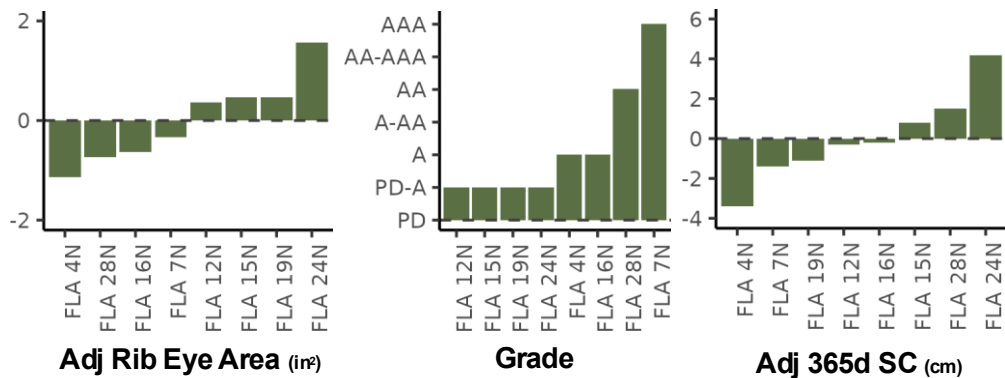 2
0
-2
FLA 4N
FLA 28N
FLA 16N
FLA 7N
FLA 12N
FLA 15N
FLA 19N
FLA 24N
Adj Rib Eye Area (in²)
AAA
AA-AAA
AA
A-AA
A
PD-A
PD
FLA 12N
FLA 15N
FLA 19N
FLA 24N
FLA 4N
FLA 16N
FLA 28N
FLA 7N
Grade
6
4
2
0
-2
-4
FLA 4N
FLA 7N
FLA 19N
FLA 12N
FLA 16N
FLA 15N
FLA 28N
FLA 24N
Adj 365d SC (cm)